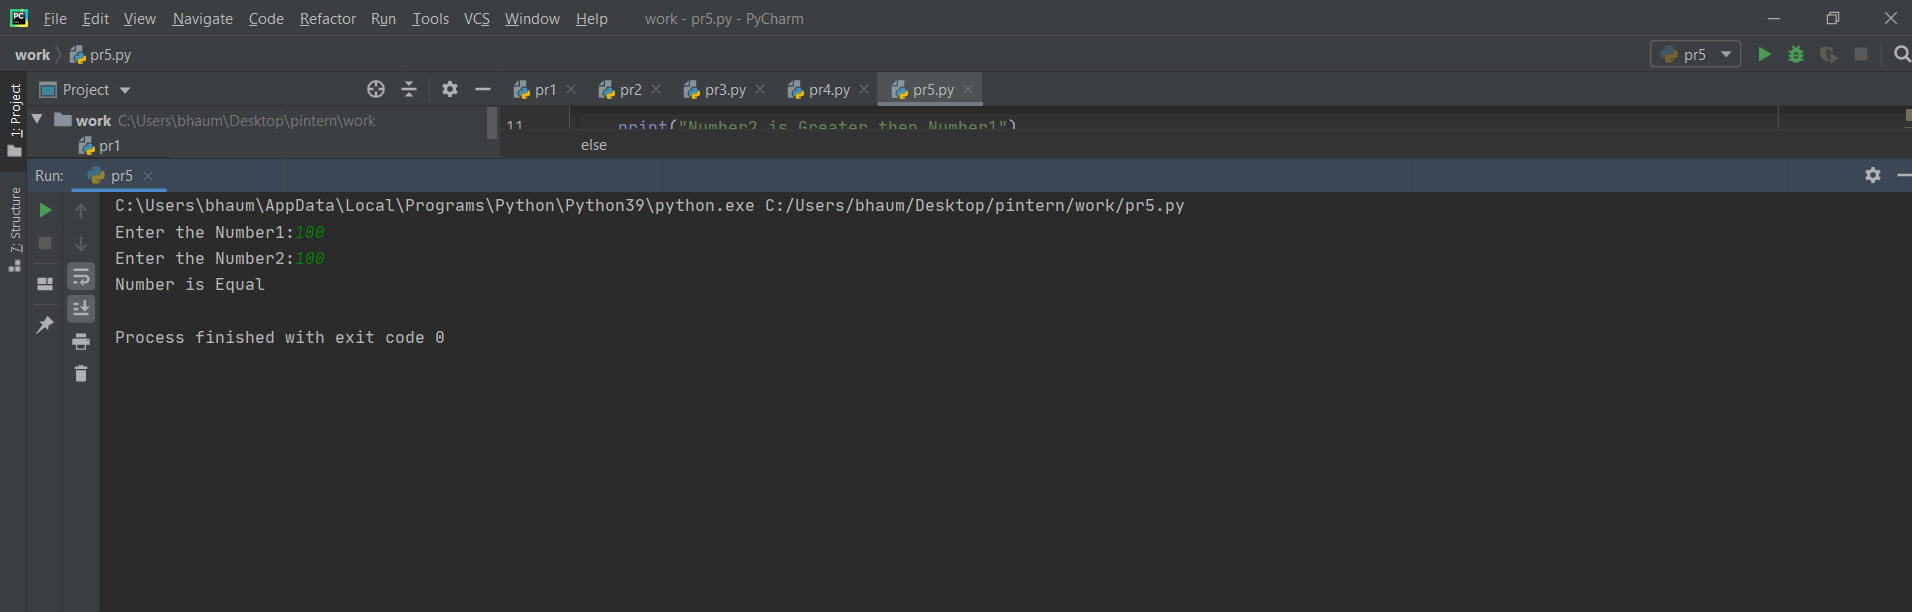 PC File Edit View Navigate Code Refactor Run Tools VCS Window Help work - pr5.py - PyCharm
work pr5.py pr5
1: Project
Project pr1 pr2 pr3.py pr4.py pr5.py
work C:\Users\bhaum\Desktop\pintern\work
11 print("Number2 is Greater then Number1")
pr1
else
Run: pr5
7: Structure
C:\Users\bhaum\AppData\Local\Programs\Python\Python39\python.exe C:/Users/bhaum/Desktop/pintern/work/pr5.py
Enter the Number1:100
Enter the Number2:100
Number is Equal
Process finished with exit code 0